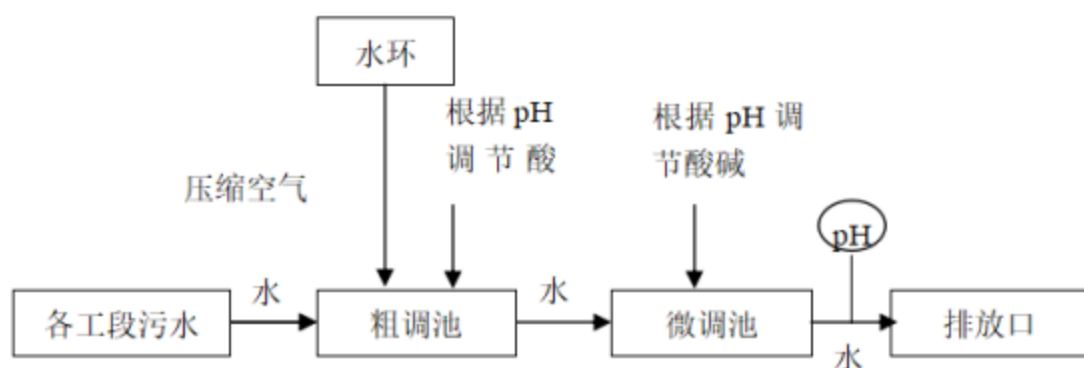 水环
根据 pH
调 节 酸
根据 pH 调
节酸碱
压缩空气
pH
水
水
各工段污水
粗调池
微调池
排放口
水